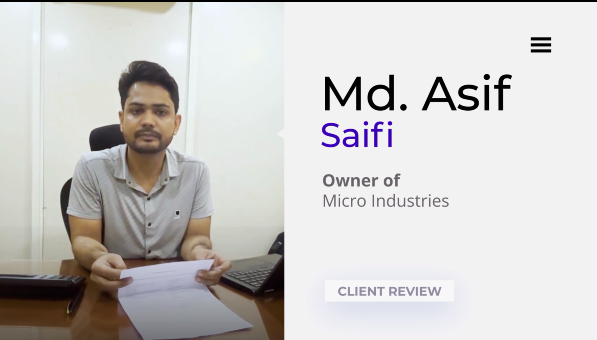 Md. Asif
Saifi
Owner of
Micro Industries
CLIENT REVIEW